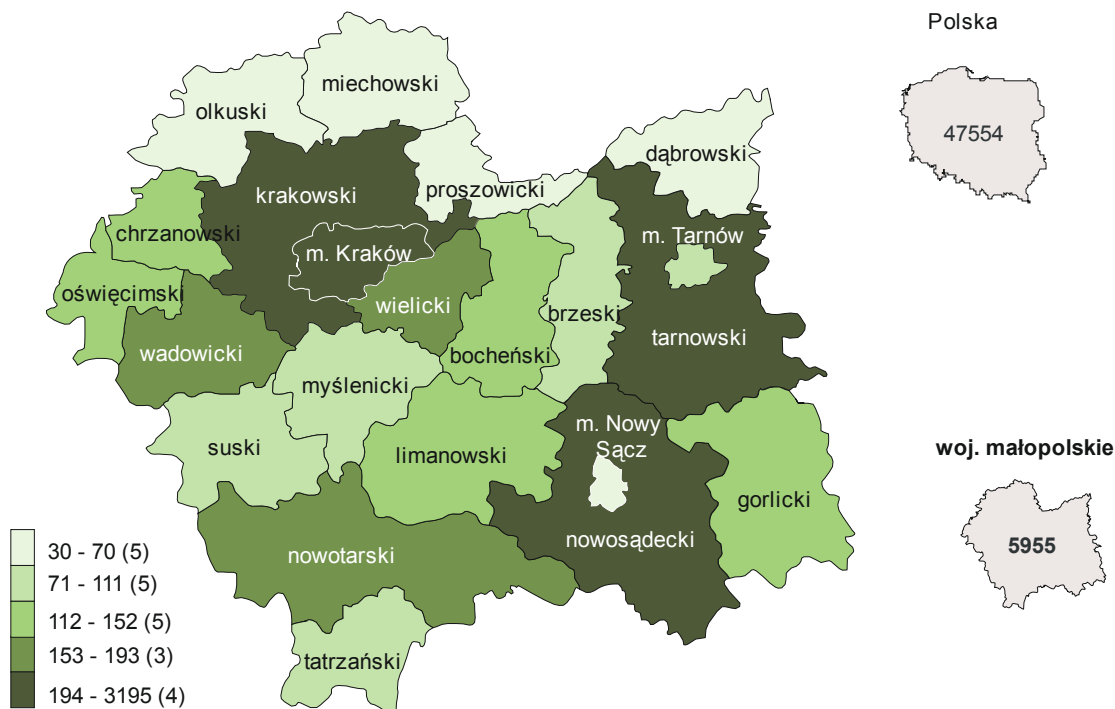 Polska
47554
miechowski
olkuski
dąbrowski
proszowicki
krakowski
chrzanowski
m. Kraków
m. Tarnów
oświęcimski
wielicki
brzeski
tarnowski
wadowicki
bocheński
myślenicki
m. Nowy
Sącz
suski
limanowski
gorlicki
nowosądecki
nowotarski
tatrzański
woj. małopolskie
5955
30 - 70 (5)
71 - 111 (5)
112 - 152 (5)
153 - 193 (3)
194 - 3195 (4)